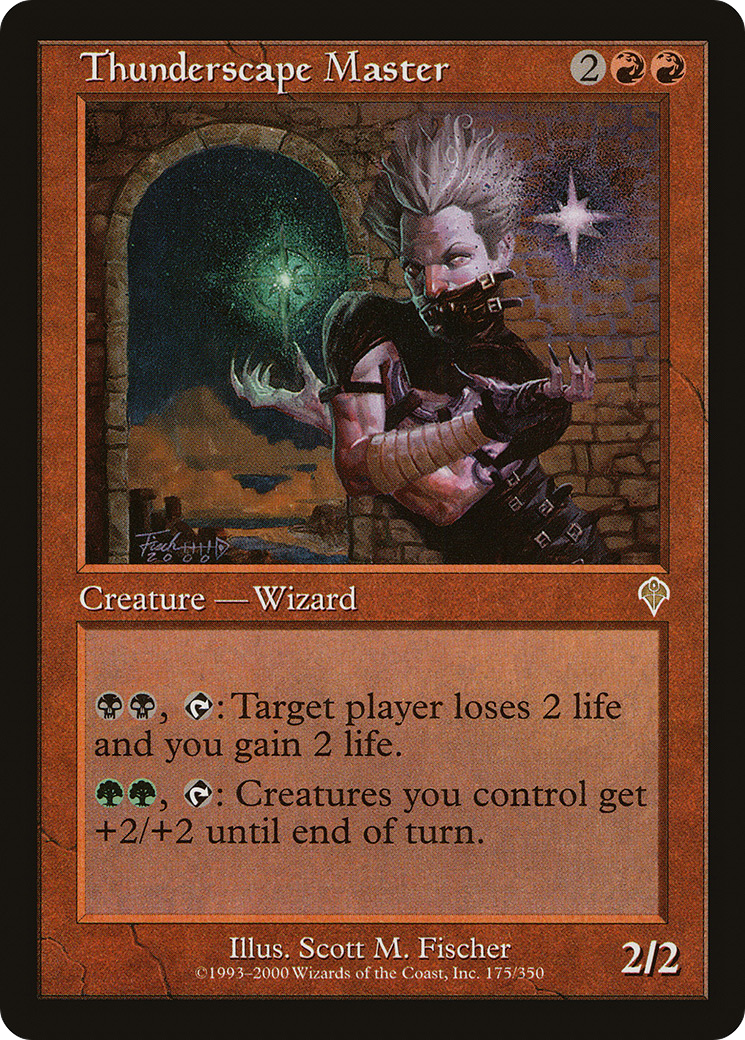 Thunderscape Master 2
2000
Creature — Wizard
, : Target player loses 2 life
and you gain 2 life.
, : Creatures you control get
+2/+2 until end of turn.
Illus. Scott M. Fischer
©1993–2000 Wizards of the Coast, Inc. 175/350
2/2